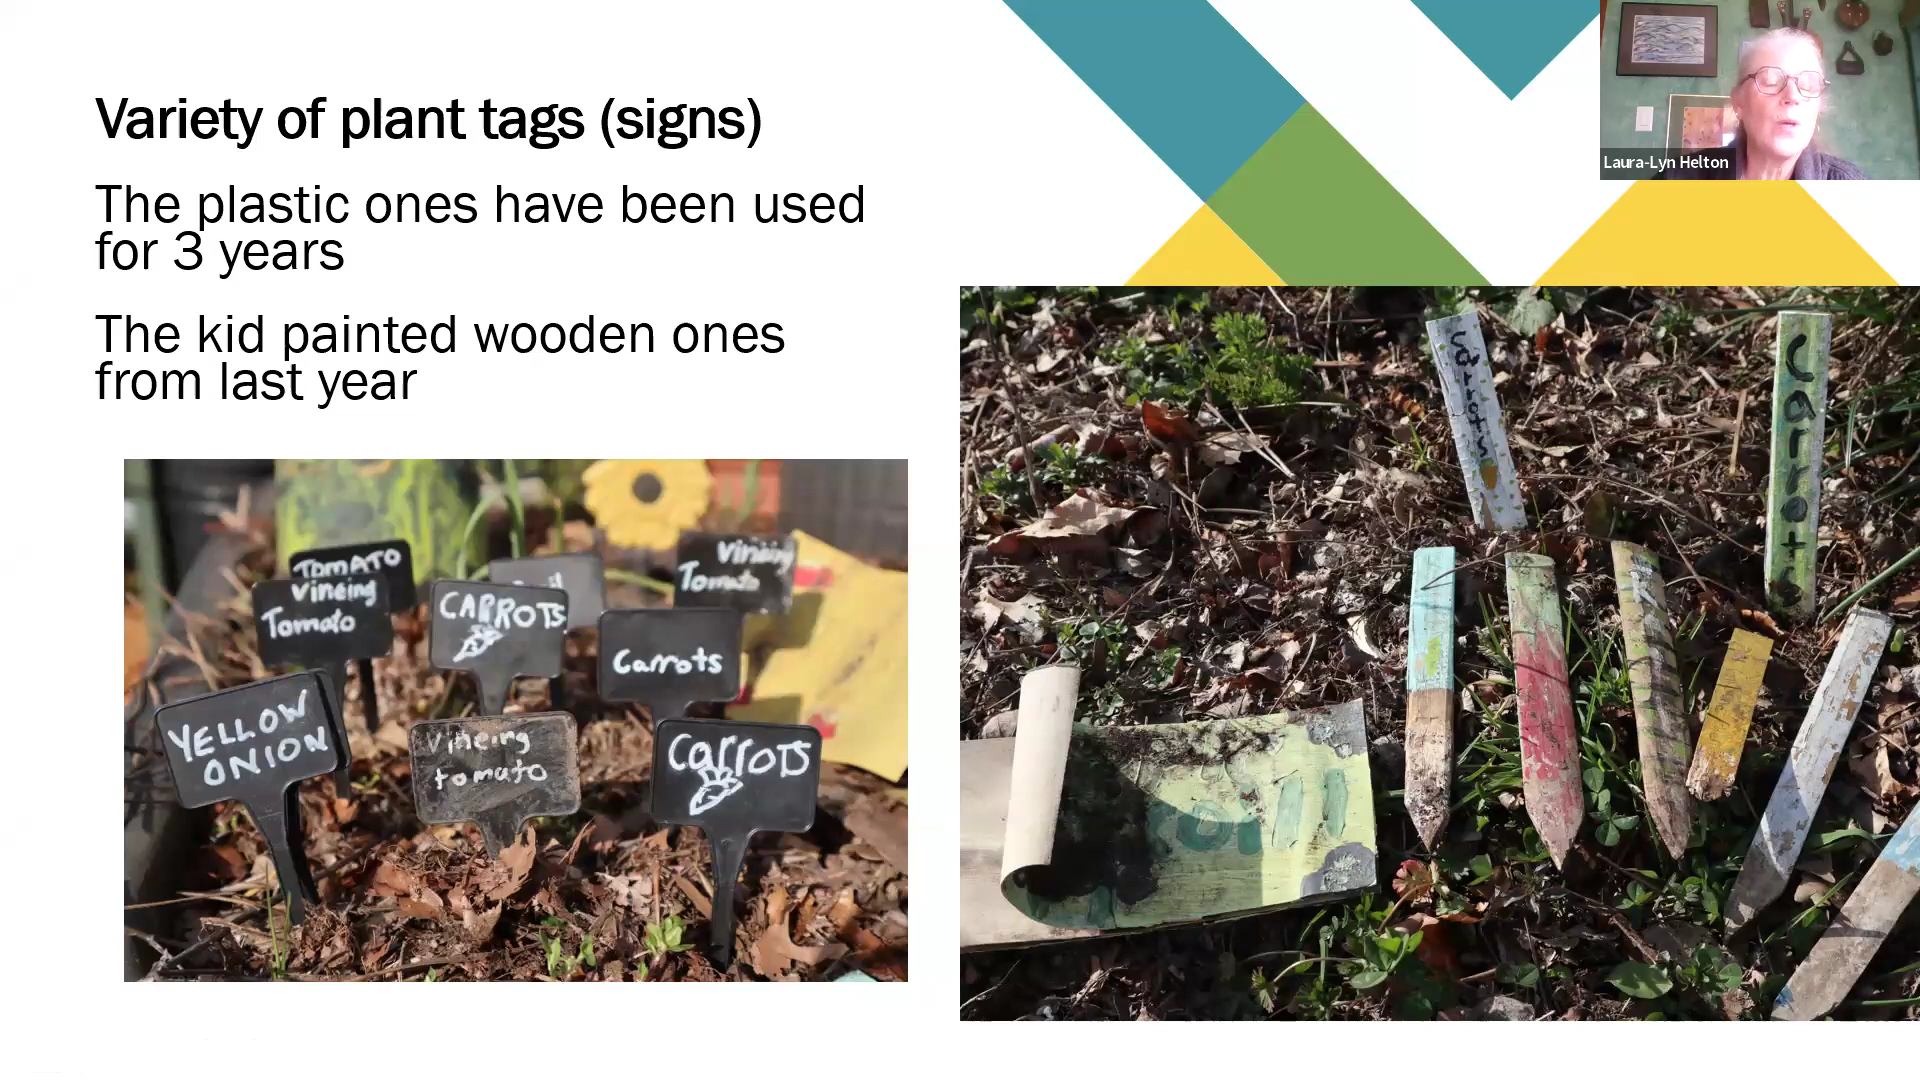 Variety of plant tags (signs)
The plastic ones have been used
for 3 years
The kid painted wooden ones
from last year
Laura-Lyn Helton
TOMATO
Vineing
Tomato
CARROTS
Vineing
Tomato
Carrots
YELLOW
ONION
Vineing
tomato
CarroTS
Carrots
Carrot